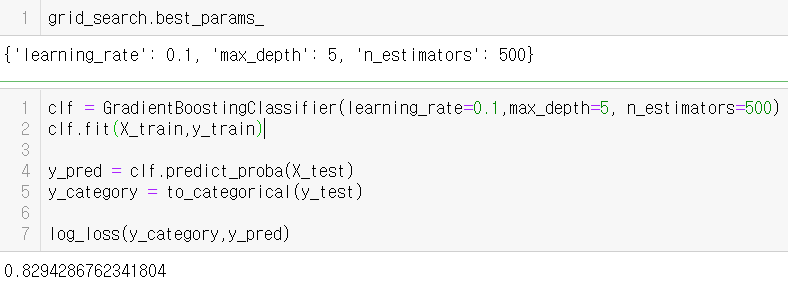 1 grid_search.best_params_
{'learning_rate': 0.1, 'max_depth': 5, 'n_estimators': 500}
1 clf = GradientBoostingClassifier(learning_rate=0.1,max_depth=5, n_estimators=500)
2 clf.fit(X_train,y_train)
3
4 y_pred = clf.predict_proba(X_test)
5 y_category = to_categorical(y_test)
6
7 log_loss(y_category,y_pred)
0.8294286762341804